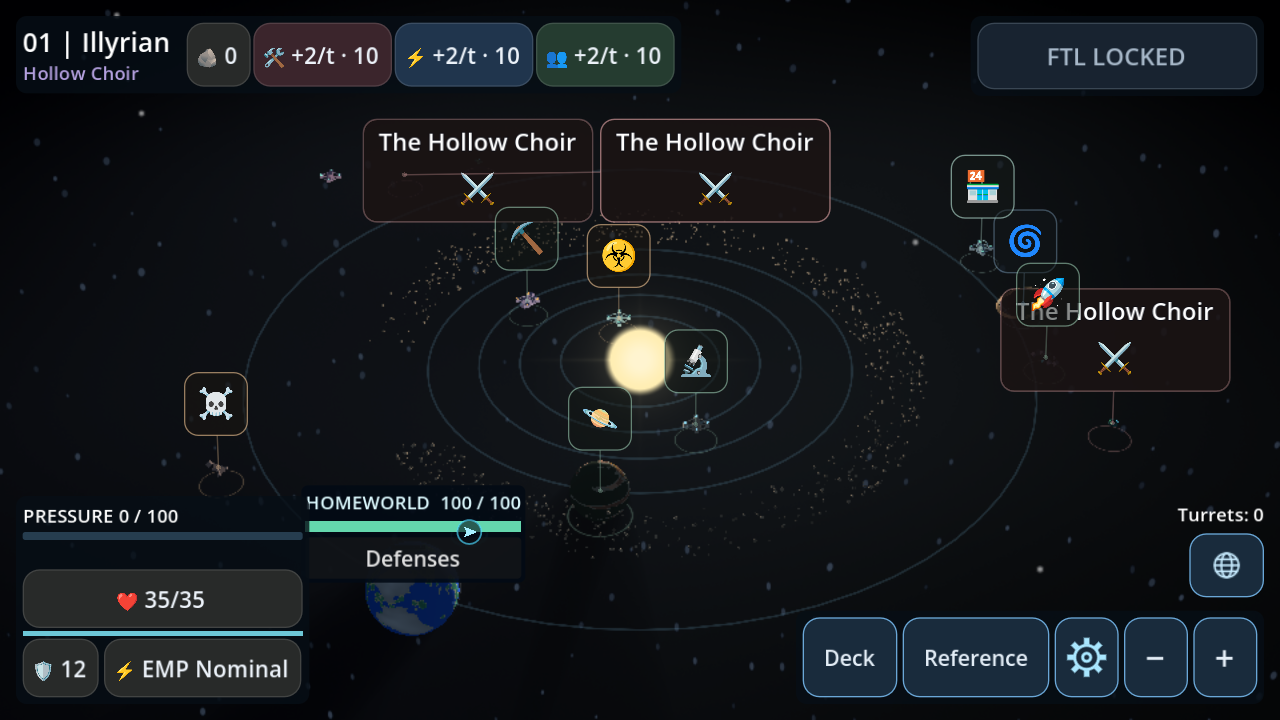 01 | Illyrian
Hollow Choir
0
+2/t · 10
+2/t · 10
+2/t · 10
FTL LOCKED
The Hollow Choir
The Hollow Choir
24
The Hollow Choir
PRESSURE 0 / 100
HOMEWORLD 100 / 100
Defenses
35/35
12
EMP Nominal
Turrets: 0
Deck
Reference
−
+